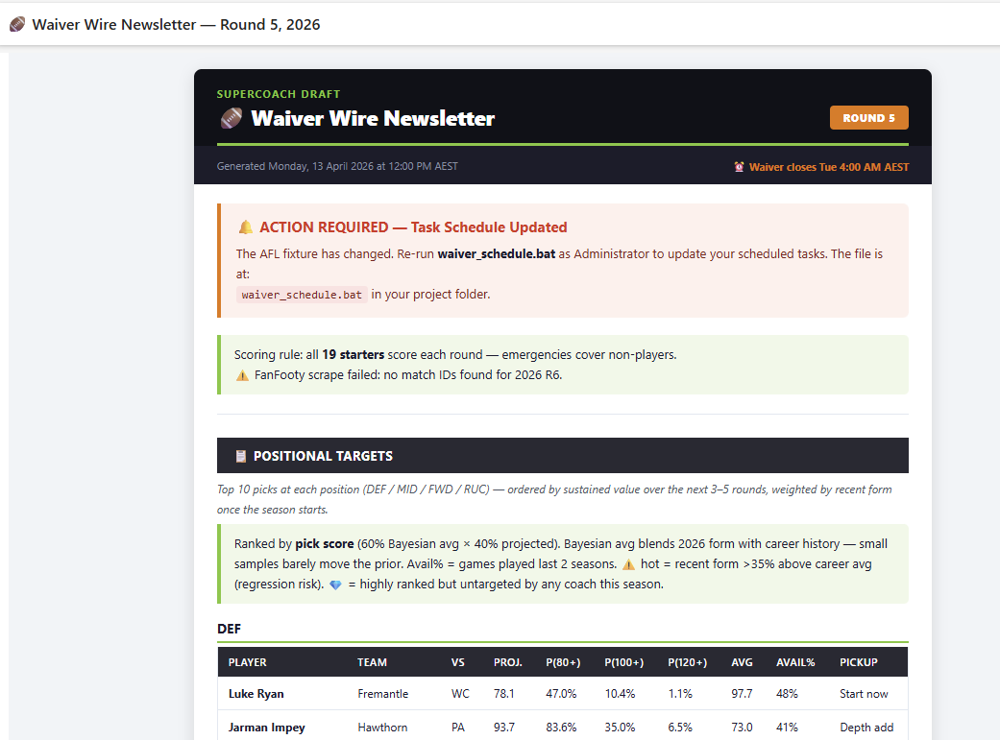 🏈 Waiver Wire Newsletter — Round 5, 2026
SUPERCOACH DRAFT
🏈 Waiver Wire Newsletter
ROUND 5
Generated Monday, 13 April 2026 at 12:00 PM AEST
⏰ Waiver closes Tue 4:00 AM AEST
🔔 ACTION REQUIRED — Task Schedule Updated
The AFL fixture has changed. Re-run waiver_schedule.bat as Administrator to update your scheduled tasks. The file is
at:
waiver_schedule.bat in your project folder.
Scoring rule: all 19 starters score each round — emergencies cover non-players.
⚠️ FanFooty scrape failed: no match IDs found for 2026 R6.
📋 POSITIONAL TARGETS
Top 10 picks at each position (DEF / MID / FWD / RUC) — ordered by sustained value over the next 3–5 rounds, weighted by recent form
once the season starts.
Ranked by pick score (60% Bayesian avg × 40% projected). Bayesian avg blends 2026 form with career history — small
samples barely move the prior. Avail% = games played last 2 seasons. ⚠️ hot = recent form >35% above career avg
(regression risk). 💎 = highly ranked but untargeted by any coach this season.
DEF
PLAYER TEAM VS PROJ. P(80+) P(100+) P(120+) AVG AVAIL% PICKUP
Luke Ryan Fremantle WC 78.1 47.0% 10.4% 1.1% 97.7 48% Start now
Jarman Impey Hawthorn PA 93.7 83.6% 35.0% 6.5% 73.0 41% Depth add